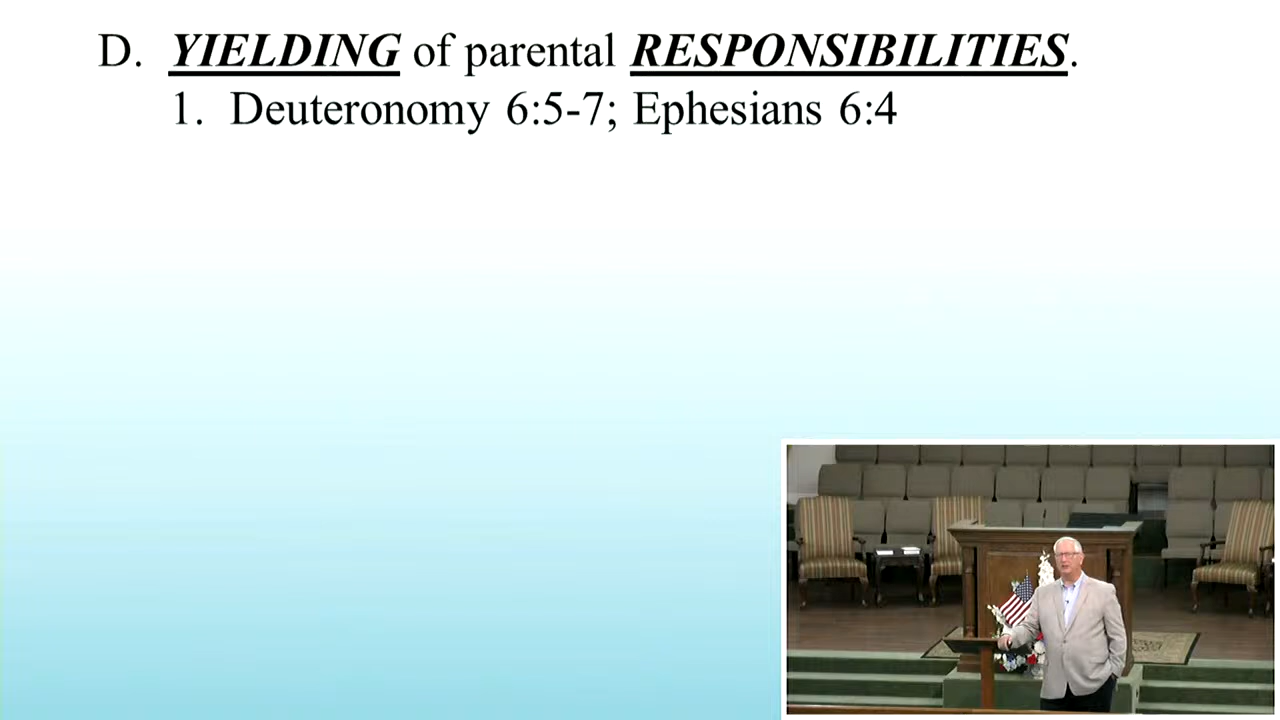 D. YIELDING of parental RESPONSIBILITIES.
1. Deuteronomy 6:5-7; Ephesians 6:4